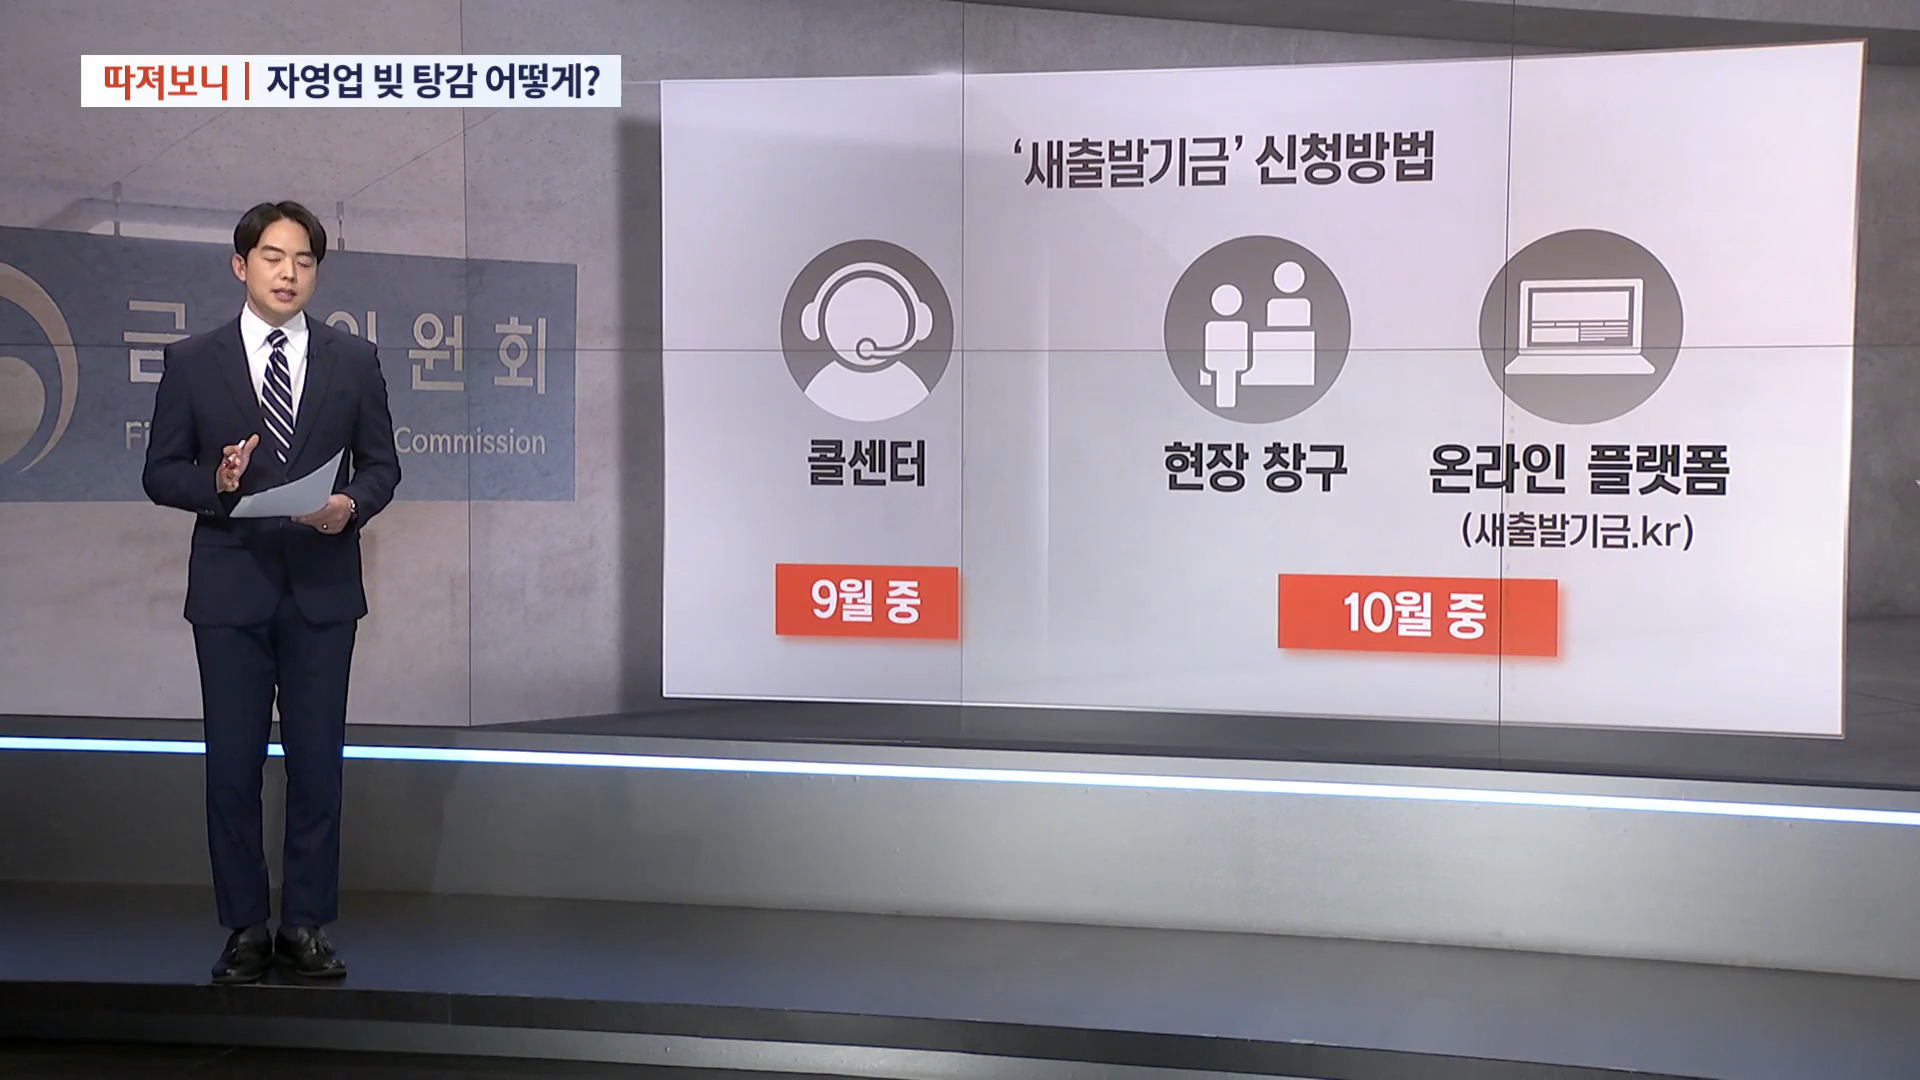 따져보니 | 자영업 빚 탕감 어떻게?
‘새출발기금’ 신청방법
콜센터
현장 창구
온라인 플랫폼
(새출발기금.kr)
9월 중
10월 중
원회
Commission